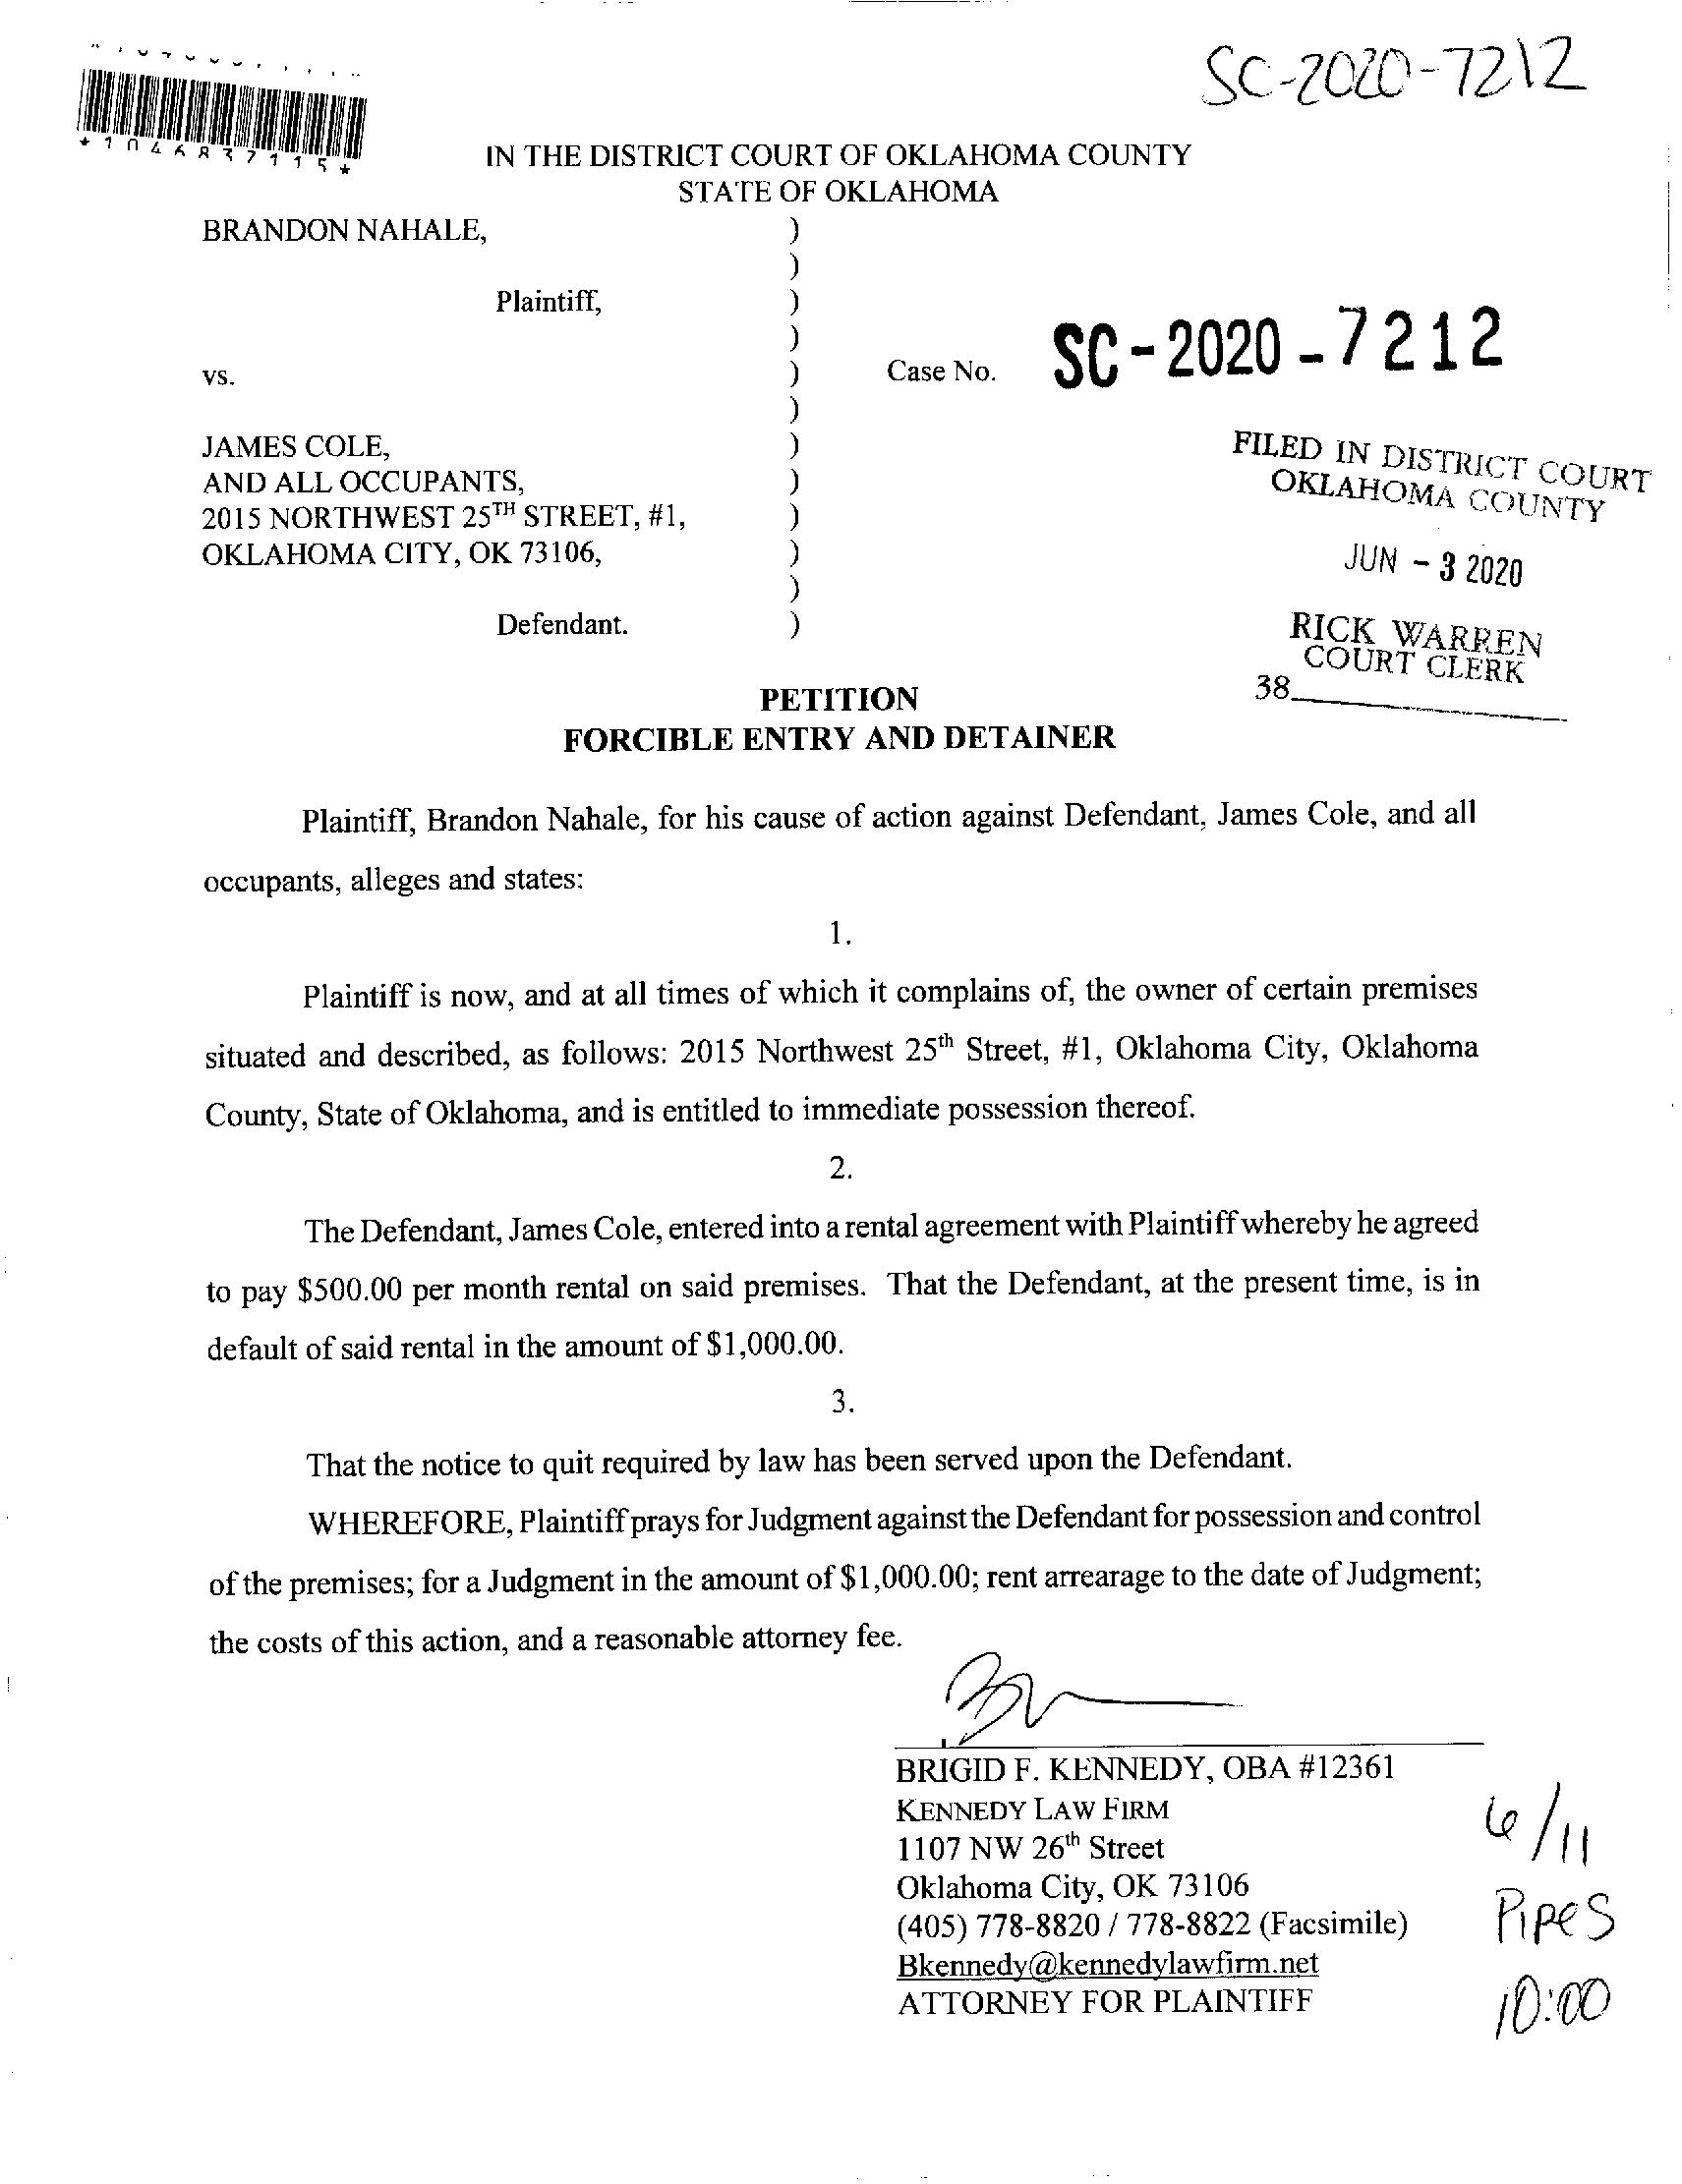 SC-2020-7212
*1046837115*
IN THE DISTRICT COURT OF OKLAHOMA COUNTY
STATE OF OKLAHOMA
BRANDON NAHALE, )
)
Plaintiff, )
)
vs. ) Case No. SC-2020-7212
)
JAMES COLE, )
AND ALL OCCUPANTS, )
2015 NORTHWEST 25TH STREET, #1, )
OKLAHOMA CITY, OK 73106, )
)
Defendant. )
FILED IN DISTRICT COURT
OKLAHOMA COUNTY
JUN - 3 2020
RICK WARREN
COURT CLERK
38
PETITION
FORCIBLE ENTRY AND DETAINER
Plaintiff, Brandon Nahale, for his cause of action against Defendant, James Cole, and all
occupants, alleges and states:
1.
Plaintiff is now, and at all times of which it complains of, the owner of certain premises
situated and described, as follows: 2015 Northwest 25th Street, #1, Oklahoma City, Oklahoma
County, State of Oklahoma, and is entitled to immediate possession thereof.
2.
The Defendant, James Cole, entered into a rental agreement with Plaintiff whereby he agreed
to pay $500.00 per month rental on said premises. That the Defendant, at the present time, is in
default of said rental in the amount of $1,000.00.
3.
That the notice to quit required by law has been served upon the Defendant.
WHEREFORE, Plaintiff prays for Judgment against the Defendant for possession and control
of the premises; for a Judgment in the amount of $1,000.00; rent arrearage to the date of Judgment;
the costs of this action, and a reasonable attorney fee.
BRIGID F. KENNEDY, OBA #12361
KENNEDY LAW FIRM
1107 NW 26th Street
Oklahoma City, OK 73106
(405) 778-8820 / 778-8822 (Facsimile)
Bkennedy@kennedylawfirm.net
ATTORNEY FOR PLAINTIFF
6/11
Pipes
10:00